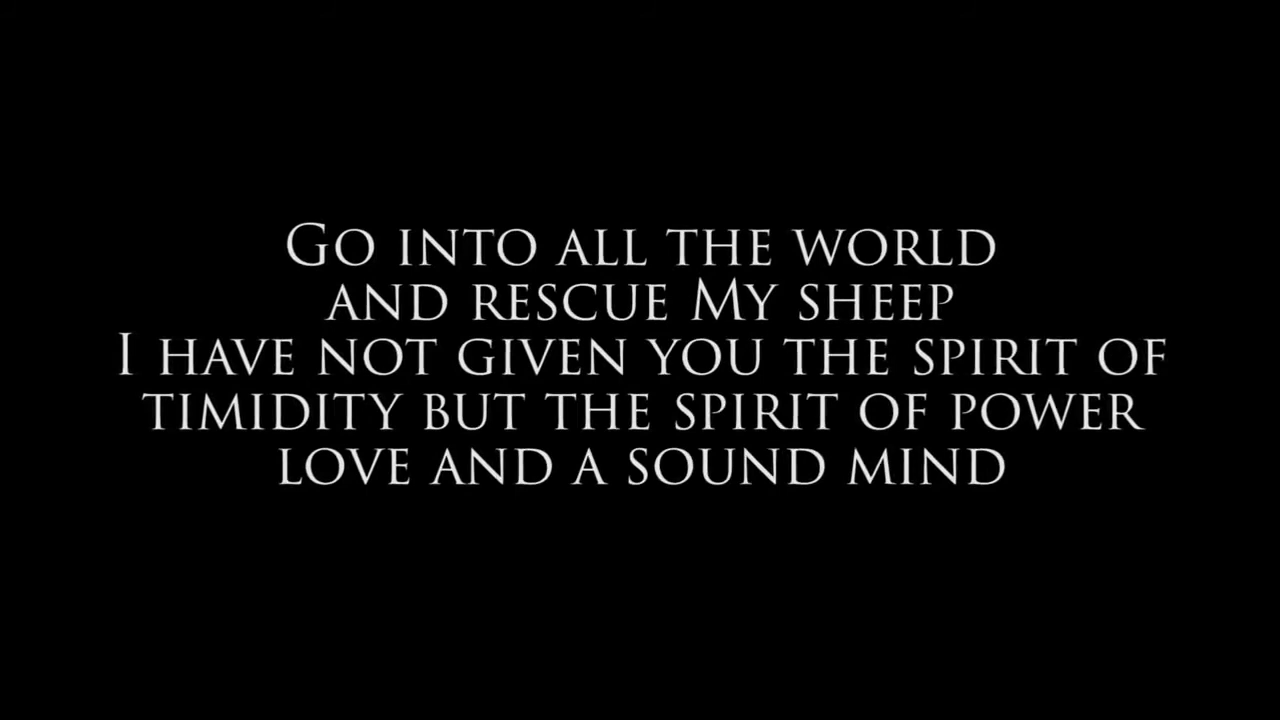 Go into all the world
and rescue My sheep
I have not given you the spirit of
timidity but the spirit of power
love and a sound mind